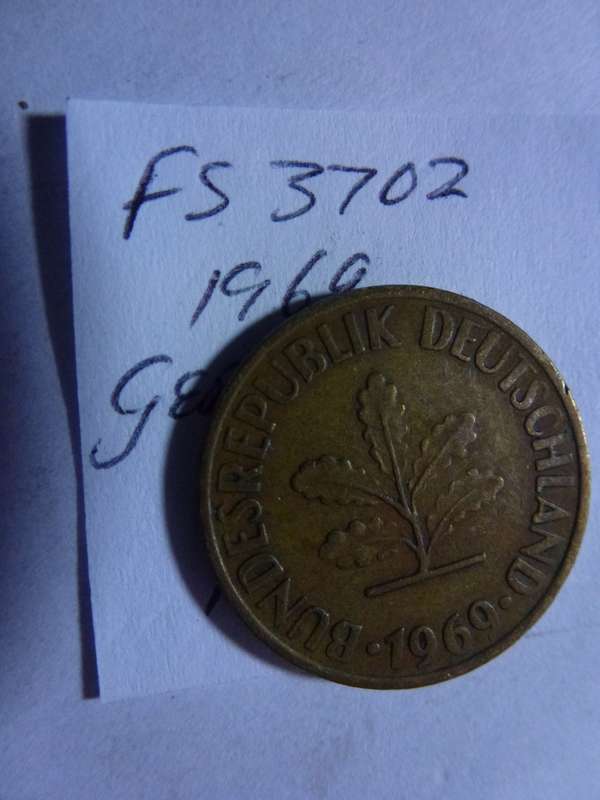 FS 3702
1969
BUNDESREPUBLIK DEUTSCHLAND
· 1969 ·